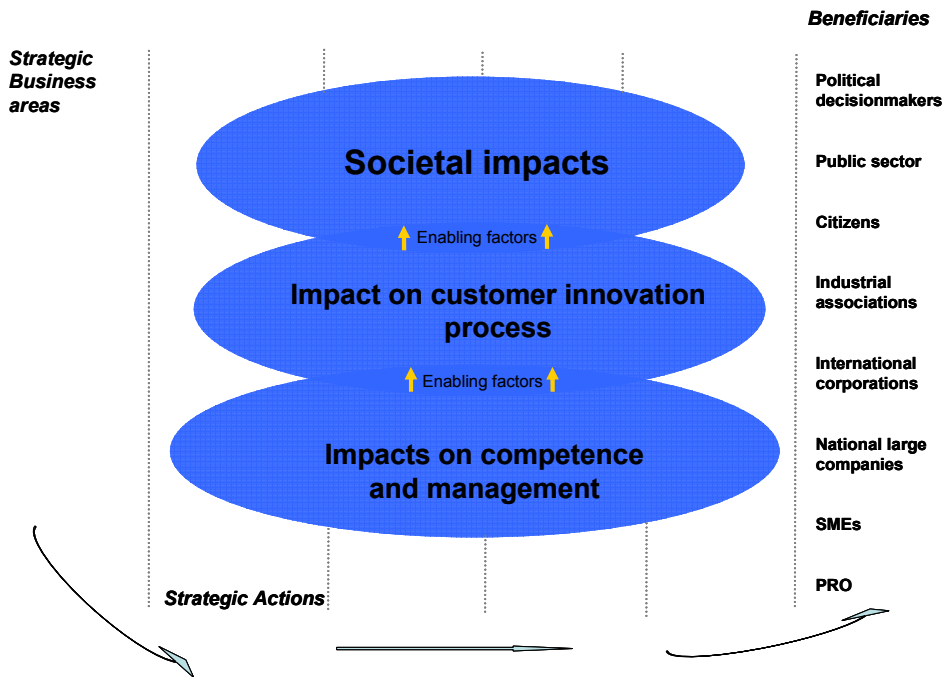 Beneficiaries
Strategic
Business
areas
Political
decisionmakers
Public sector
Citizens
Industrial
associations
International
corporations
National large
companies
SMEs
PRO
Societal impacts
Enabling factors
Impact on customer innovation
process
Enabling factors
Impacts on competence
and management
Strategic Actions